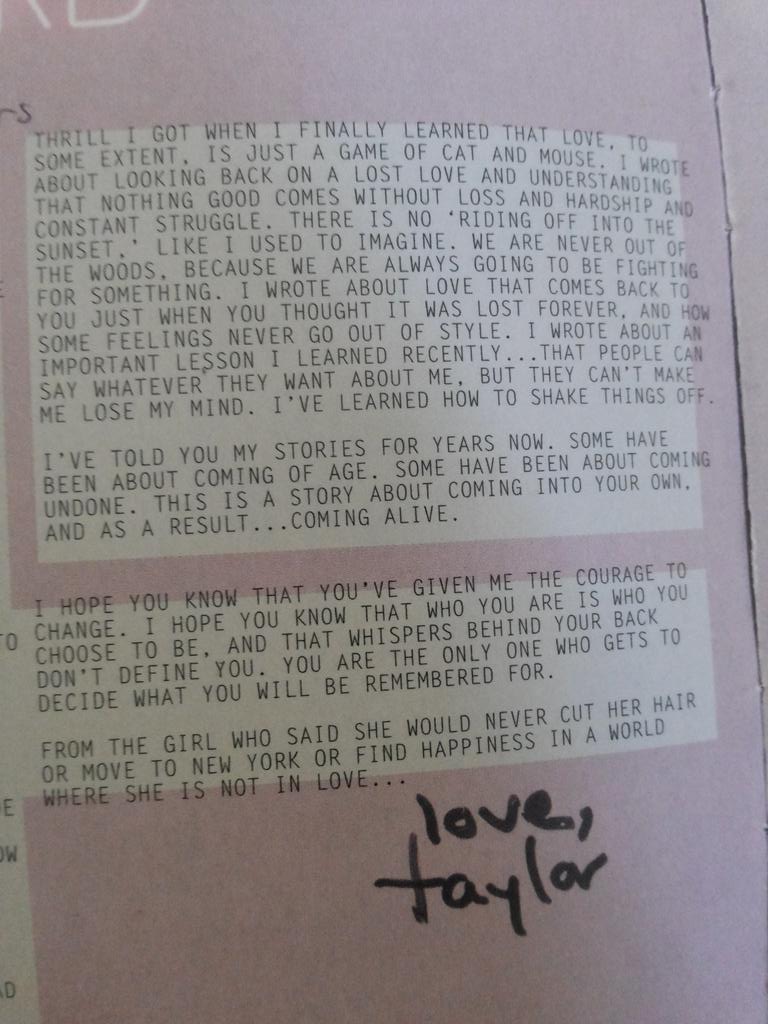 RD
rs
THRILL I GOT WHEN I FINALLY LEARNED THAT LOVE, TO
SOME EXTENT, IS JUST A GAME OF CAT AND MOUSE. I WROTE
ABOUT LOOKING BACK ON A LOST LOVE AND UNDERSTANDING
THAT NOTHING GOOD COMES WITHOUT LOSS AND HARDSHIP AND
CONSTANT STRUGGLE. THERE IS NO 'RIDING OFF INTO THE
SUNSET,' LIKE I USED TO IMAGINE. WE ARE NEVER OUT OF
THE WOODS, BECAUSE WE ARE ALWAYS GOING TO BE FIGHTING
FOR SOMETHING. I WROTE ABOUT LOVE THAT COMES BACK TO
YOU JUST WHEN YOU THOUGHT IT WAS LOST FOREVER, AND HOW
SOME FEELINGS NEVER GO OUT OF STYLE. I WROTE ABOUT AN
IMPORTANT LESSON I LEARNED RECENTLY...THAT PEOPLE CAN
SAY WHATEVER THEY WANT ABOUT ME, BUT THEY CAN'T MAKE
ME LOSE MY MIND. I'VE LEARNED HOW TO SHAKE THINGS OFF.
I'VE TOLD YOU MY STORIES FOR YEARS NOW. SOME HAVE
BEEN ABOUT COMING OF AGE. SOME HAVE BEEN ABOUT COMING
UNDONE. THIS IS A STORY ABOUT COMING INTO YOUR OWN,
AND AS A RESULT...COMING ALIVE.
I HOPE YOU KNOW THAT YOU'VE GIVEN ME THE COURAGE TO
CHANGE. I HOPE YOU KNOW THAT WHO YOU ARE IS WHO YOU
CHOOSE TO BE, AND THAT WHISPERS BEHIND YOUR BACK
DON'T DEFINE YOU. YOU ARE THE ONLY ONE WHO GETS TO
DECIDE WHAT YOU WILL BE REMEMBERED FOR.
FROM THE GIRL WHO SAID SHE WOULD NEVER CUT HER HAIR
OR MOVE TO NEW YORK OR FIND HAPPINESS IN A WORLD
WHERE SHE IS NOT IN LOVE...
love,
taylor